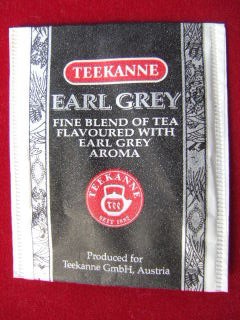 TEEKANNE
EARL GREY
FINE BLEND OF TEA
FLAVOURED WITH
EARL GREY
AROMA
TEEKANNE
TEE
SEIT 1882
Produced for
Teekanne GmbH, Austria